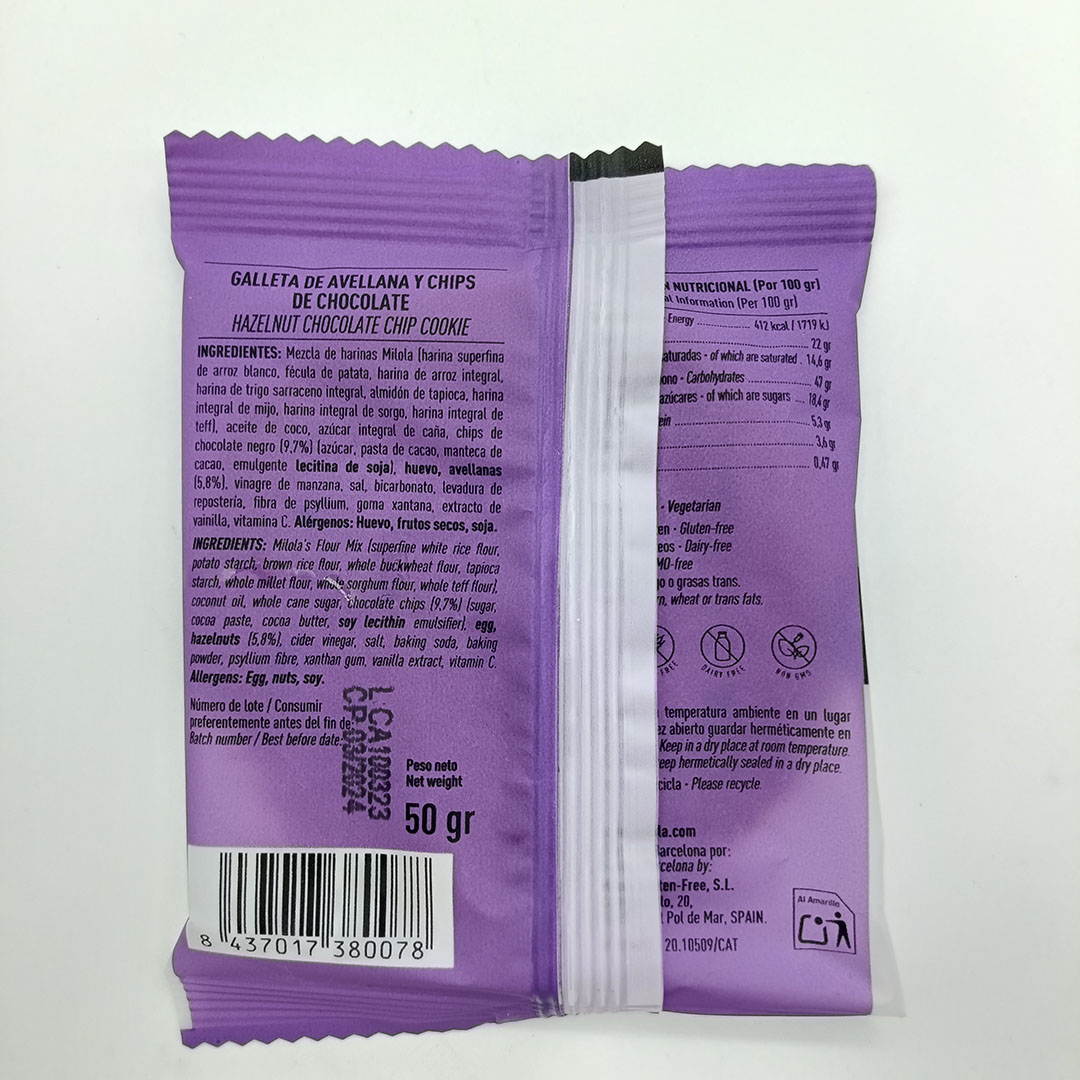 GALLETA DE AVELLANA Y CHIPS
DE CHOCOLATE
HAZELNUT CHOCOLATE CHIP COOKIE
INGREDIENTES: Mezcla de harinas Milola (harina superfina
de arroz blanco, fécula de patata, harina de arroz integral,
harina de trigo sarraceno integral, almidón de tapioca, harina
integral de mijo, harina integral de sorgo, harina integral de
teff), aceite de coco, azúcar integral de caña, chips de
chocolate negro (9,7%) (azúcar, pasta de cacao, manteca de
cacao, emulgente lecitina de soja), huevo, avellanas
(5,8%), vinagre de manzana, sal, bicarbonato, levadura de
repostería, fibra de psyllium, goma xantana, extracto de
vainilla, vitamina C. Alérgenos: Huevo, frutos secos, soja.
INGREDIENTS: Milola's Flour Mix (superfine white rice flour,
potato starch, brown rice flour, whole buckwheat flour, tapioca
starch, whole millet flour, whole sorghum flour, whole teff flour),
coconut oil, whole cane sugar, chocolate chips (9,7%) (sugar,
cocoa paste, cocoa butter, soy lecithin emulsifier), egg,
hazelnuts (5,8%), cider vinegar, salt, baking soda, baking
powder, psyllium fibre, xanthan gum, vanilla extract, vitamin C.
Allergens: Egg, nuts, soy.
Número de lote / Consumir
preferentemente antes del fin de:
Batch number / Best before date:
LCA100323
CP 03/2024
Peso neto
Net weight
50 gr
8 437017 380078
N NUTRICIONAL (Por 100 gr)
al Information (Per 100 gr)
- Energy ............. 412 kcal / 1719 kJ
22 gr
aturadas - of which are saturated . 14,6 gr
ono - Carbohydrates ............. 47 gr
azúcares - of which are sugars .... 18,4 gr
ein ............. 5,3 gr
3,6 gr
0,47 gr
- Vegetarian
en - Gluten-free
eos - Dairy-free
MO-free
go o grasas trans.
n, wheat or trans fats.
FREE
DAIRY FREE
NON GMO
temperatura ambiente en un lugar
ez abierto guardar herméticamente en
Keep in a dry place at room temperature.
eep hermetically sealed in a dry place.
cicla - Please recycle.
la.com
arcelona por:
celona by:
ten-Free, S.L.
lo, 20,
t Pol de Mar, SPAIN.
20.10509/CAT
Al Amarillo